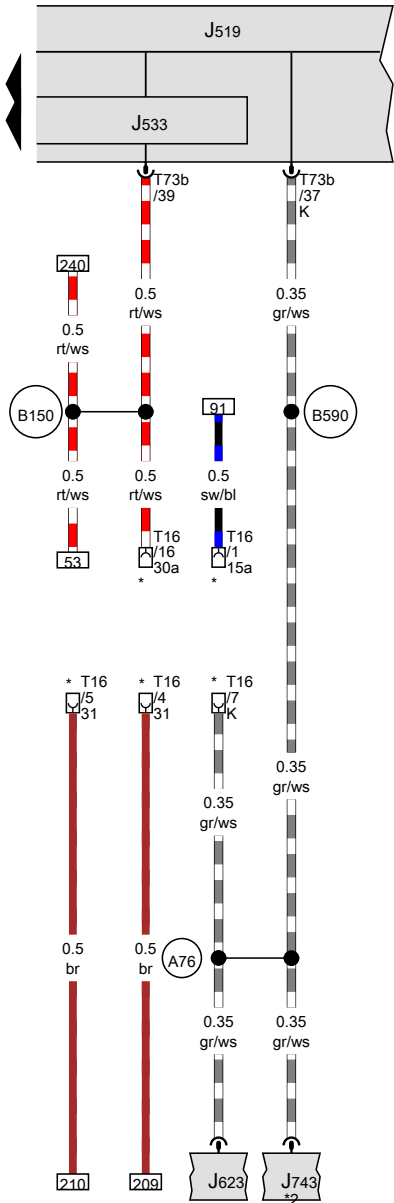 J519
J533
T73b
/39
T73b
/37
K
240
0.5
rt/ws
0.35
gr/ws
0.5
rt/ws
B150
91
B590
0.5
rt/ws
0.5
rt/ws
0.5
sw/bl
T16
/16
30a
*
T16
/1
15a
*
53
* T16
/5
31
* T16
/4
31
* T16
/7
K
0.35
gr/ws
0.35
gr/ws
0.5
br
0.5
br
A76
0.35
gr/ws
0.35
gr/ws
210
209
J623
J743
*2